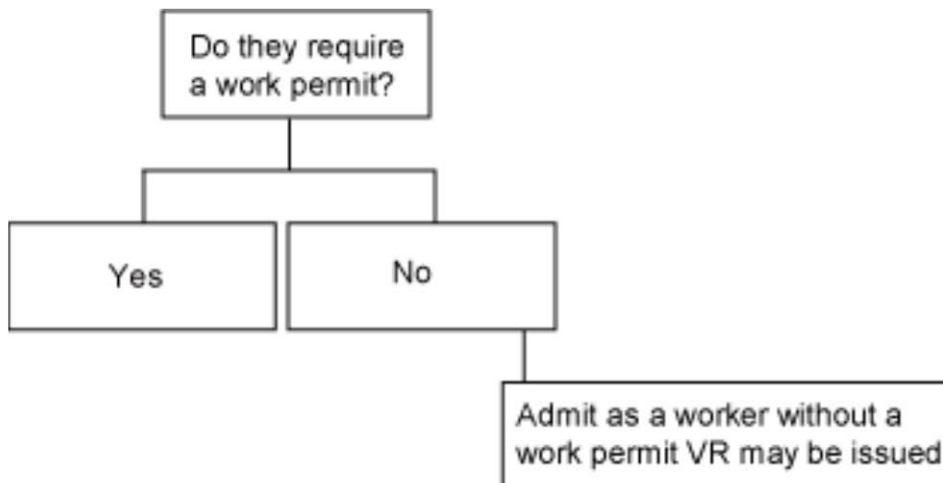 Do they require
a work permit?
Yes
No
Admit as a worker without a
work permit VR may be issued